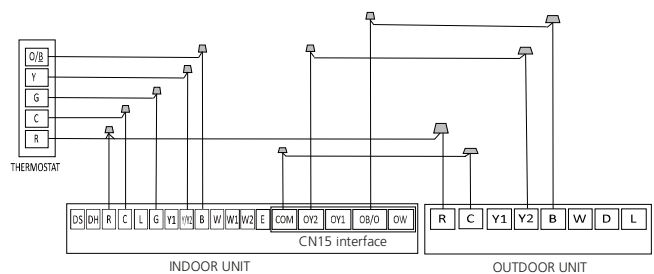 O/B
Y
G
C
R
THERMOSTAT
DS DH R C L G Y1 Y/Y2 B W W1 W2 E COM OY2 OY1 OB/O OW
CN15 interface
INDOOR UNIT
R C Y1 Y2 B W D L
OUTDOOR UNIT